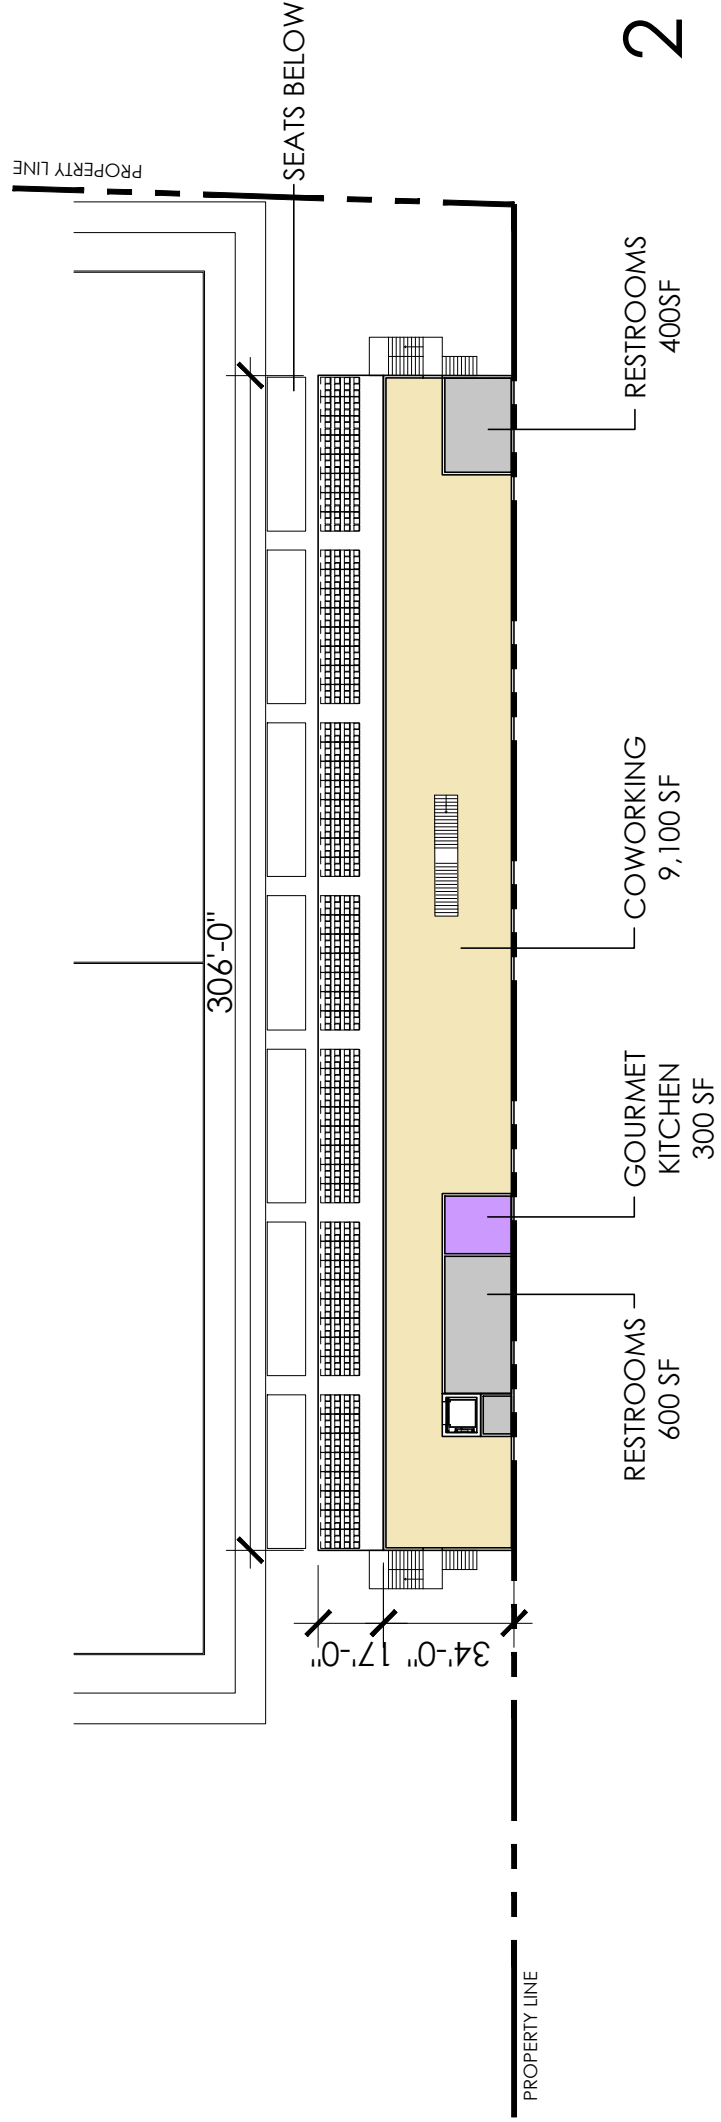 PROPERTY LINE
SEATS BELOW
2
306'-0"
17'-0"
34'-0"
RESTROOMS
400SF
COWORKING
9,100 SF
GOURMET
KITCHEN
300 SF
RESTROOMS
600 SF
PROPERTY LINE